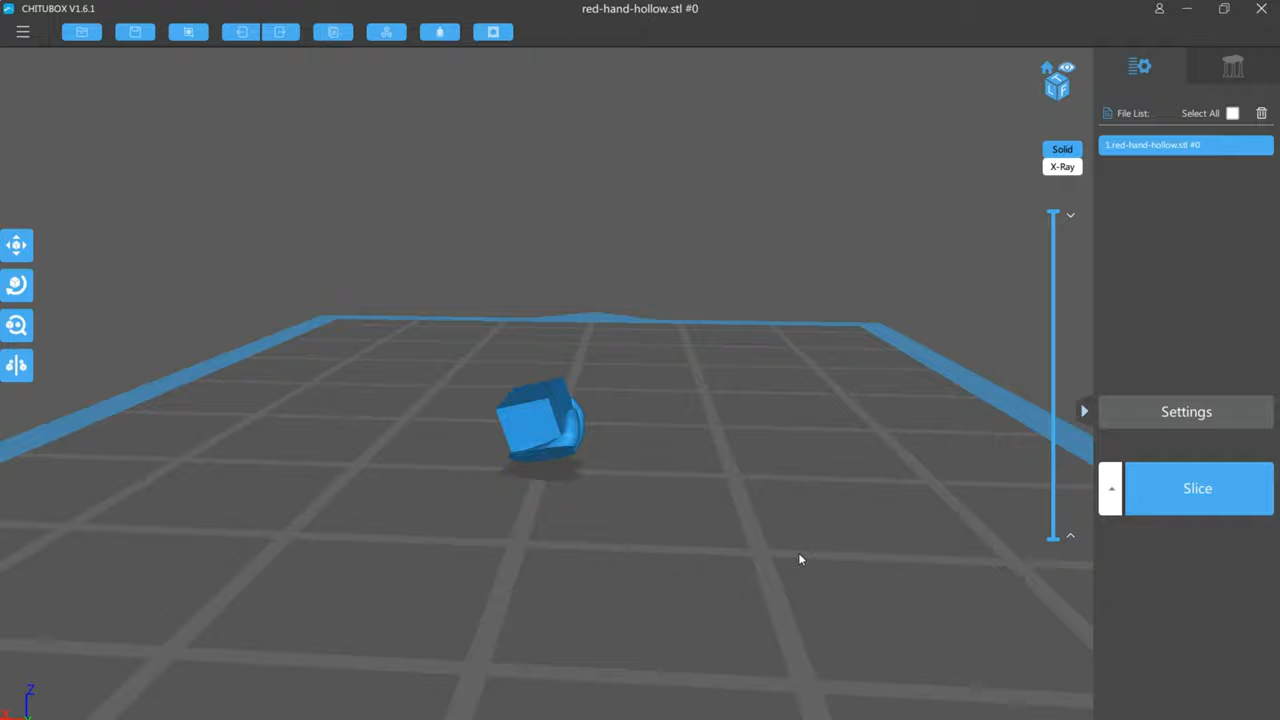 CHITUBOX V1.6.1
red-hand-hollow.stl #0
T
L F
File List:
Select All
Solid
1.red-hand-hollow.stl #0
X-Ray
Settings
Slice
Z
X